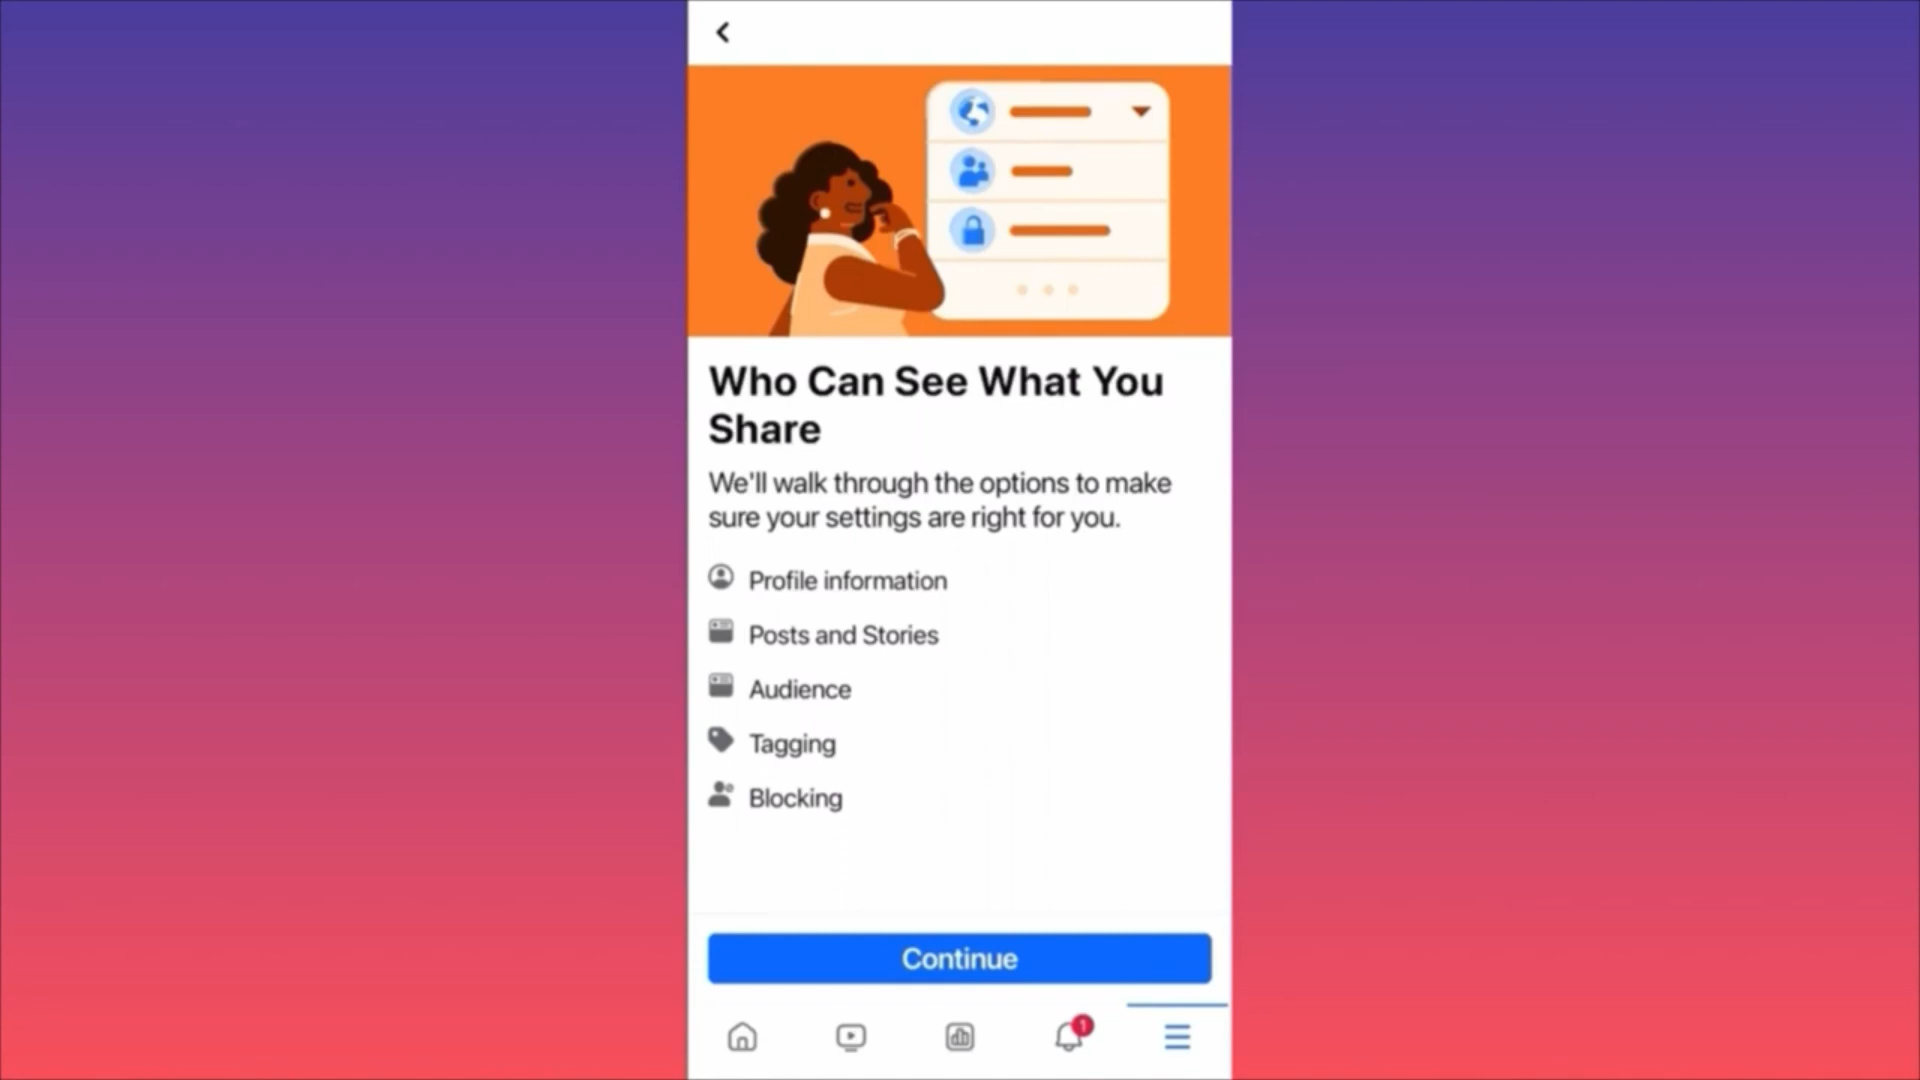 Who Can See What You
Share
We'll walk through the options to make
sure your settings are right for you.
Profile information
Posts and Stories
Audience
Tagging
Blocking
Continue
1